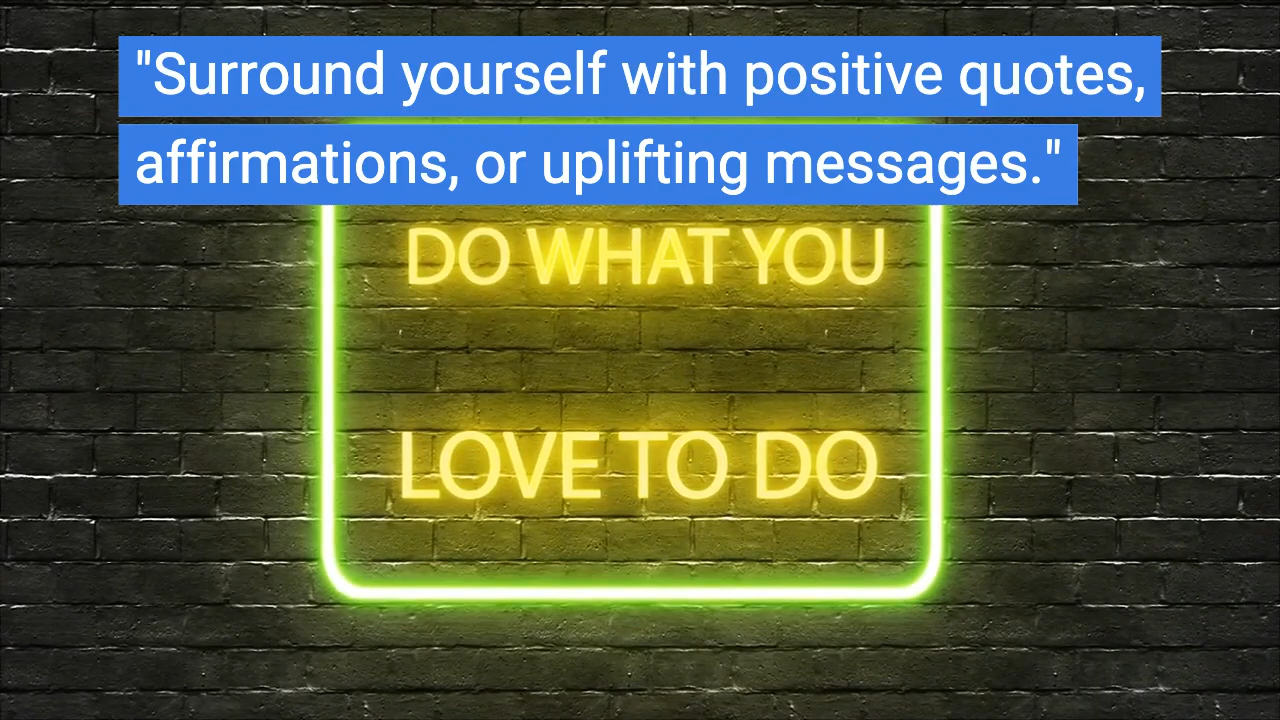 "Surround yourself with positive quotes,
affirmations, or uplifting messages."
DO WHAT YOU
LOVE TO DO